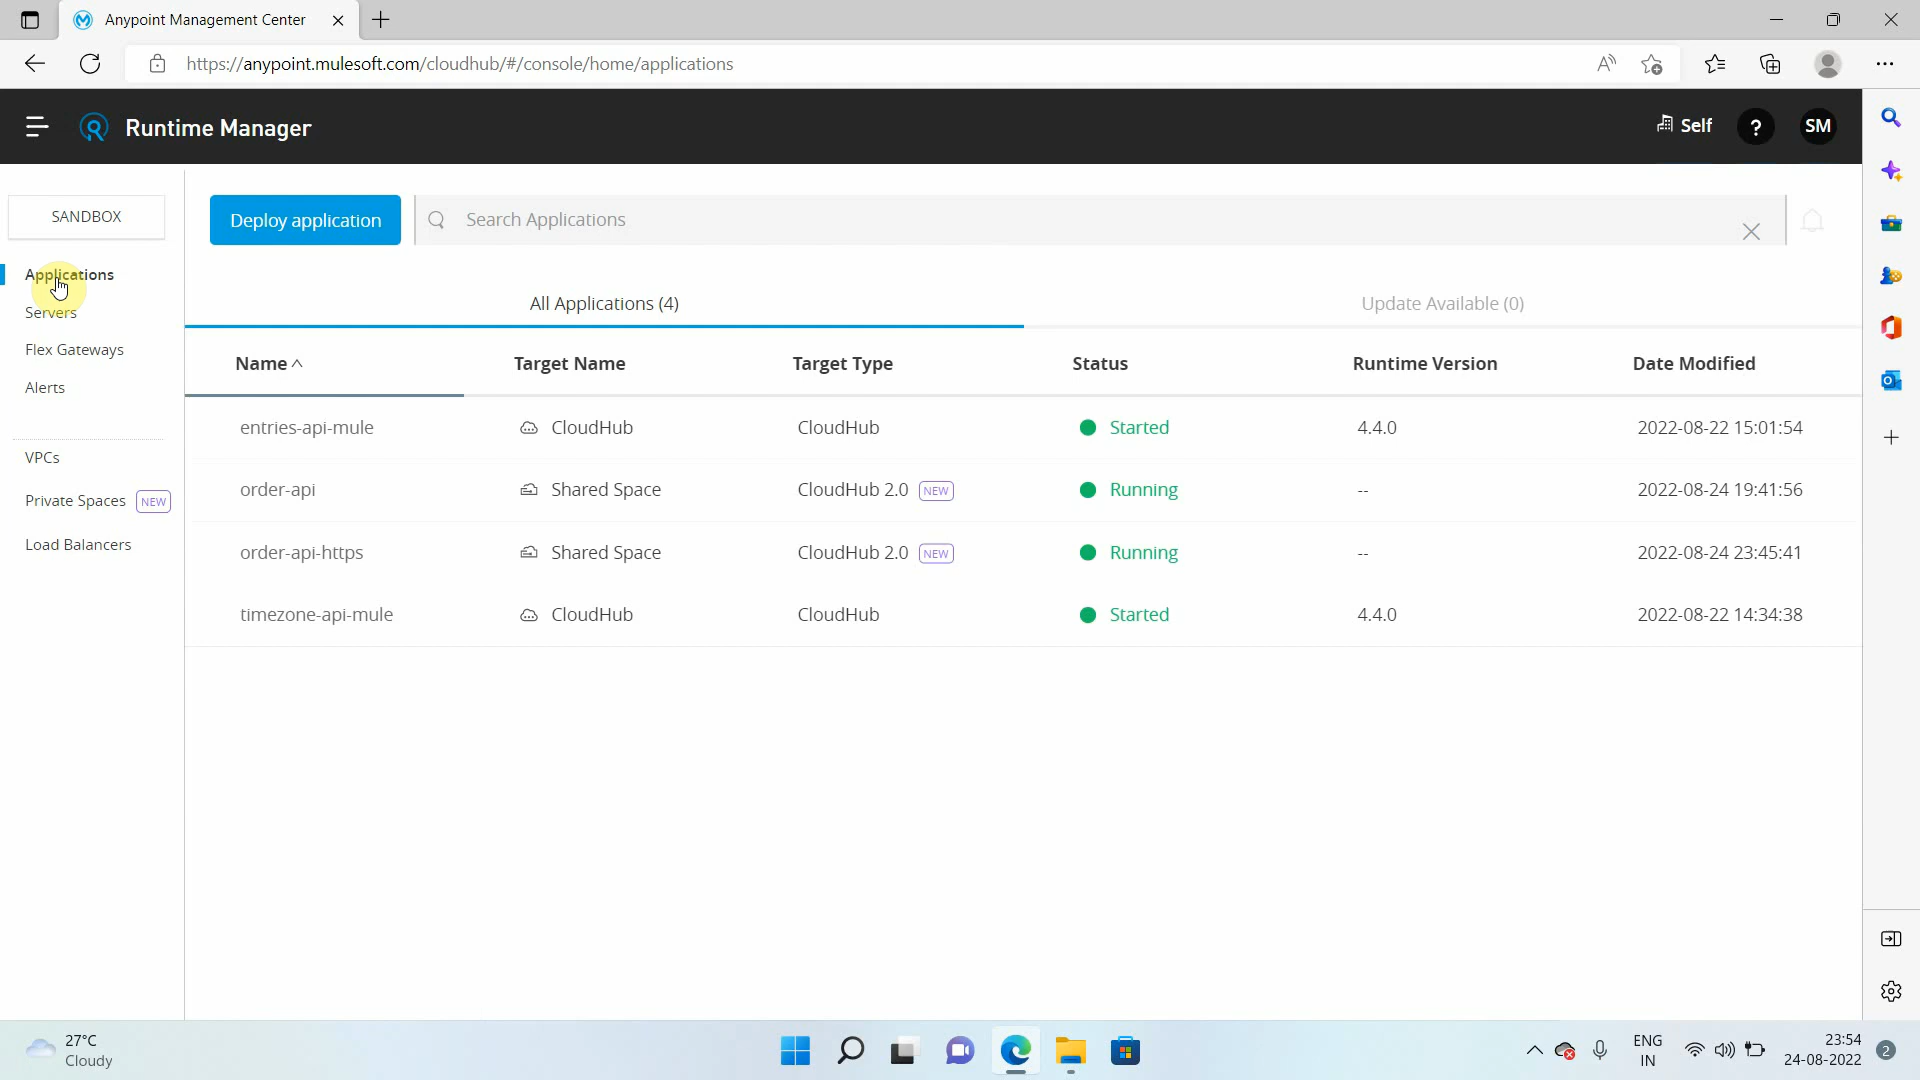 Anypoint Management Center
https://anypoint.mulesoft.com/cloudhub/#/console/home/applications
Runtime Manager
Self
?
SM
SANDBOX
Applications
Servers
Flex Gateways
Alerts
VPCs
Private Spaces NEW
Load Balancers
Deploy application
Search Applications
All Applications (4)
Update Available (0)
Name Target Name Target Type Status Runtime Version Date Modified
entries-api-mule CloudHub CloudHub Started 4.4.0 2022-08-22 15:01:54
order-api Shared Space CloudHub 2.0 NEW Running -- 2022-08-24 19:41:56
order-api-https Shared Space CloudHub 2.0 NEW Running -- 2022-08-24 23:45:41
timezone-api-mule CloudHub CloudHub Started 4.4.0 2022-08-22 14:34:38
27°C
Cloudy
ENG
IN
23:54
24-08-2022
2